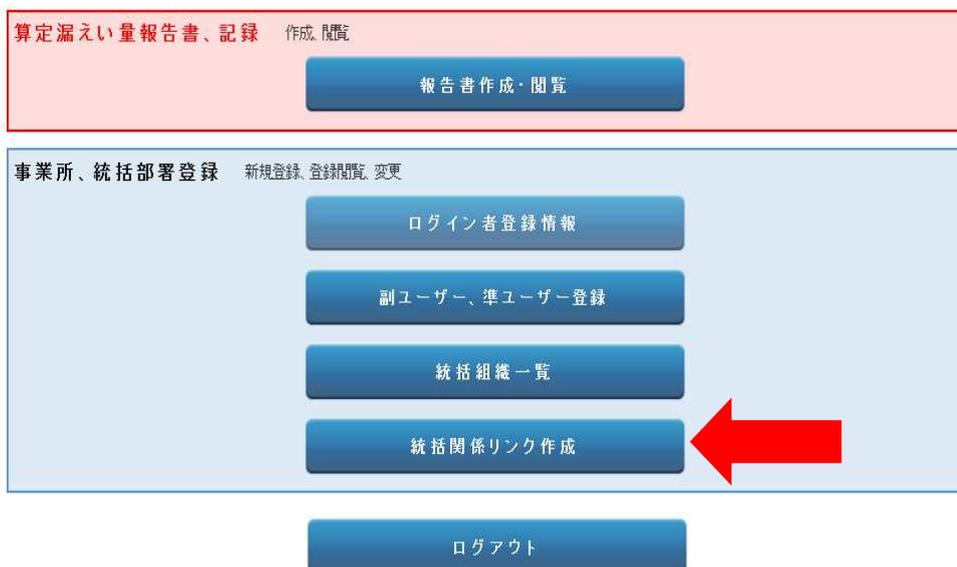 算定漏えい量報告書、記録 作成、閲覧
報告書作成・閲覧
事業所、統括部署登録 新規登録、登録閲覧、変更
ログイン者登録情報
副ユーザー、準ユーザー登録
統括組織一覧
統括関係リンク作成
ログアウト